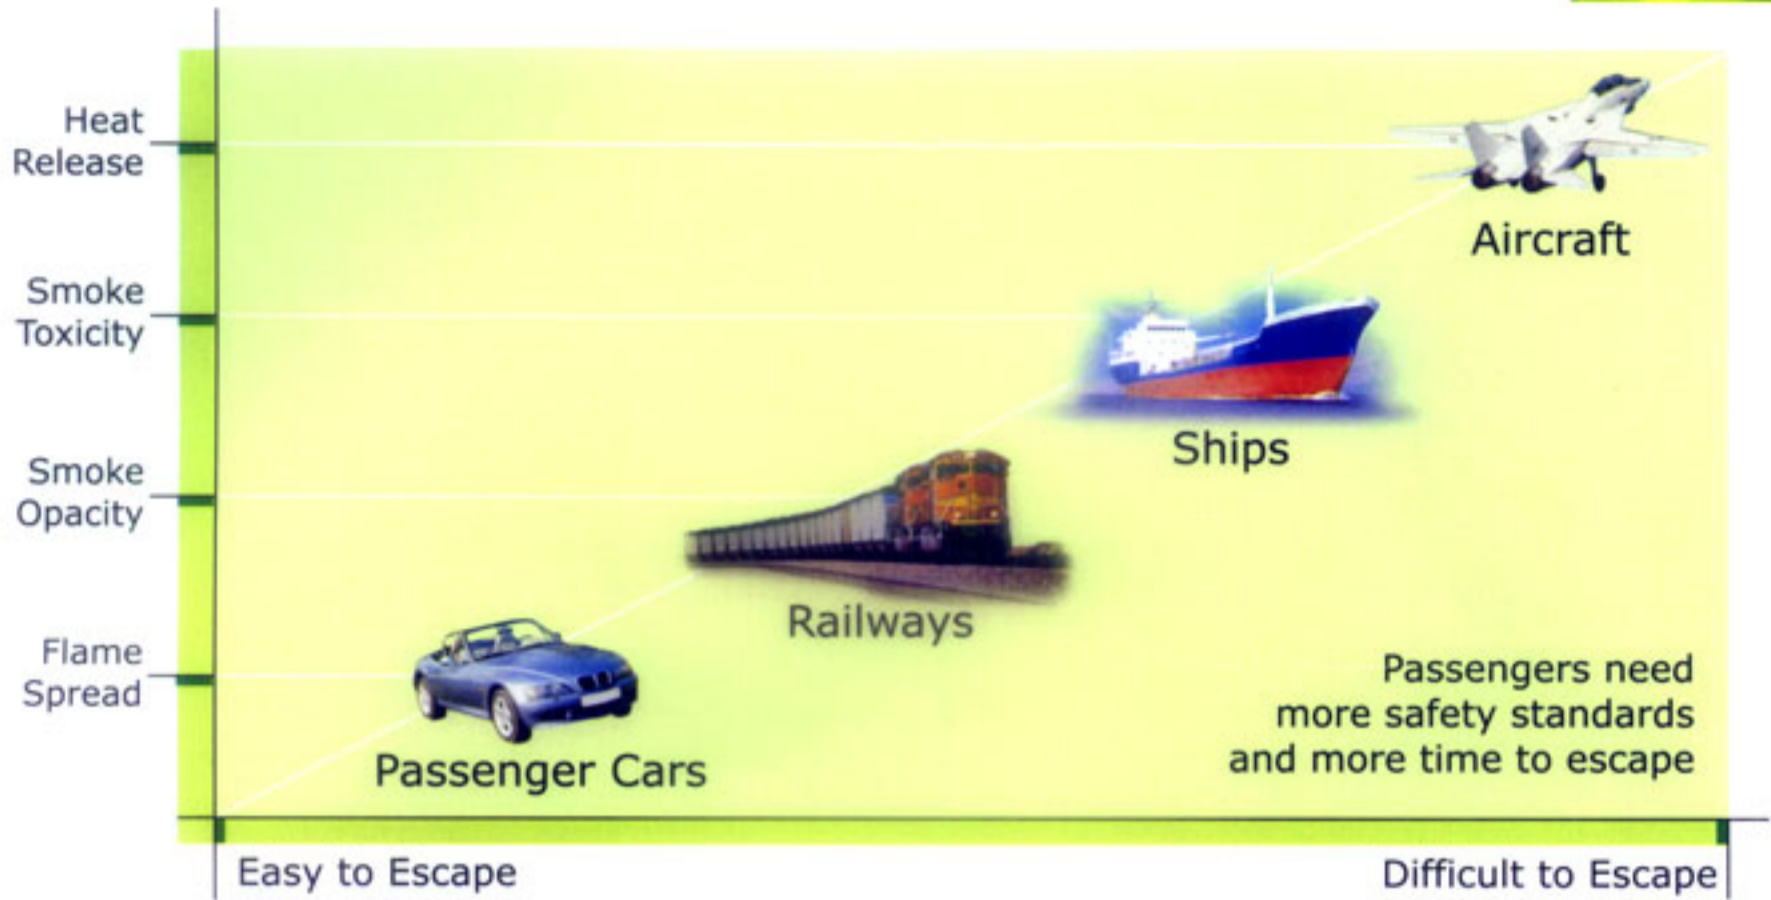 Heat
Release
Aircraft
Smoke
Toxicity
Ships
Smoke
Opacity
Railways
Flame
Spread
Passenger Cars
Passengers need
more safety standards
and more time to escape
Easy to Escape
Difficult to Escape